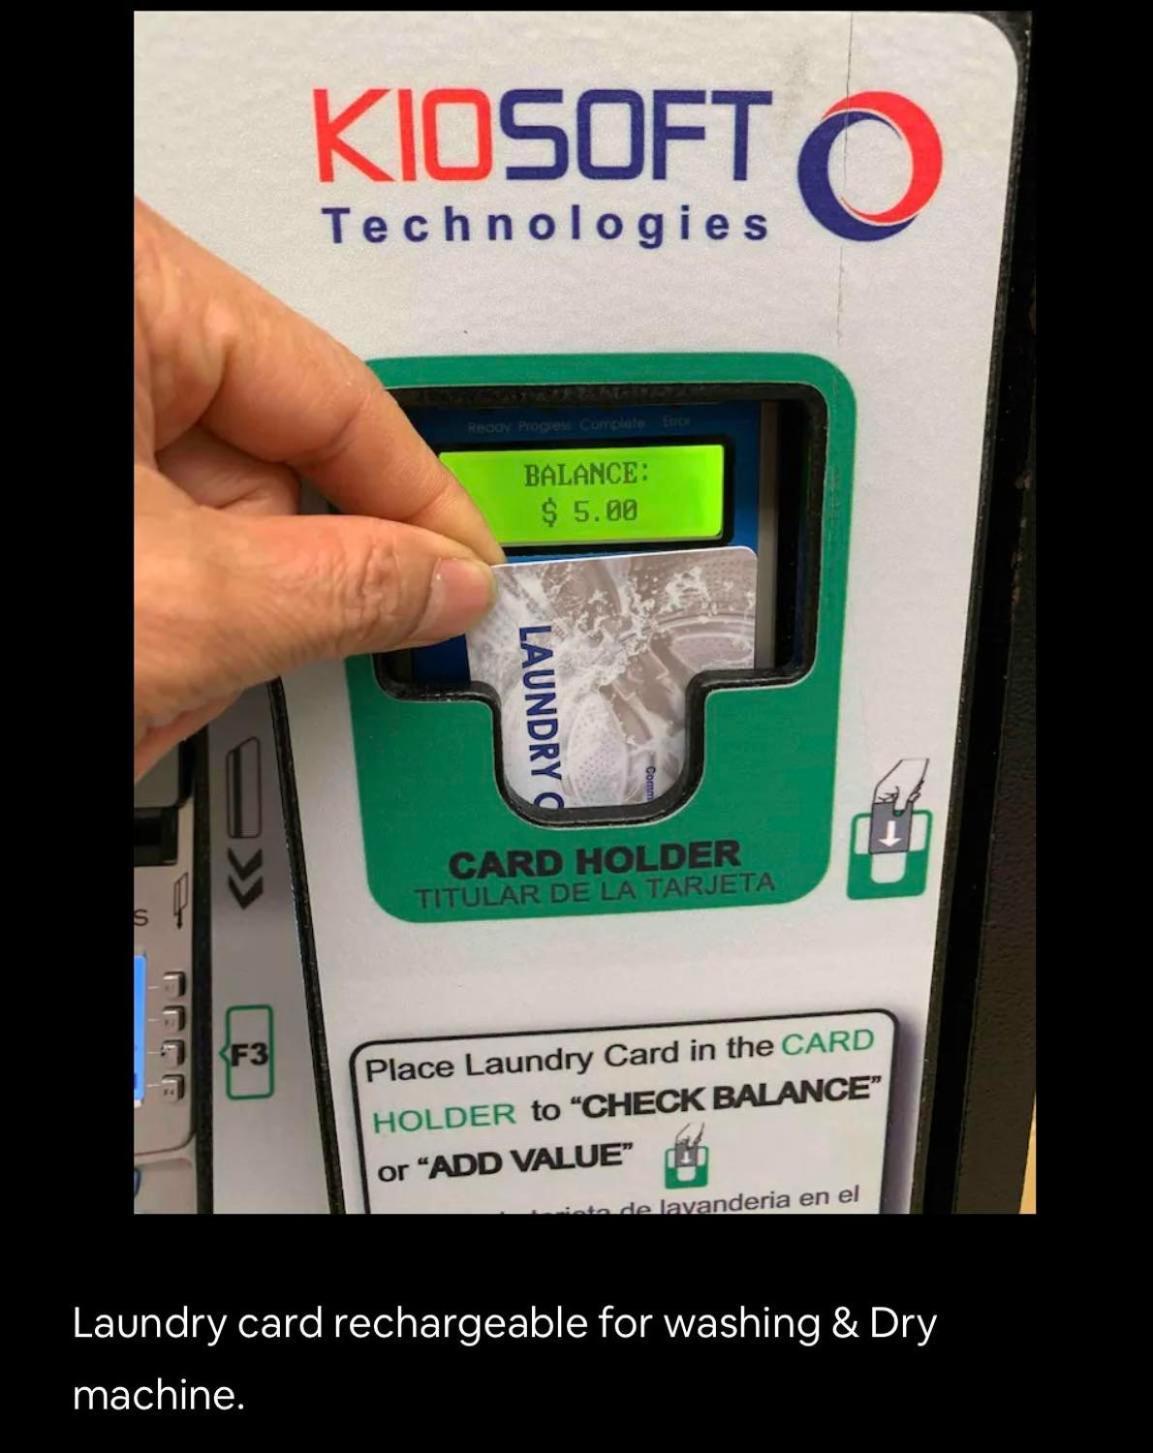 KIOSOFT
Technologies
Ready Progress Complete Error
BALANCE:
$ 5.00
LAUNDRY C
Comm
CARD HOLDER
TITULAR DE LA TARJETA
S
F3
Place Laundry Card in the CARD
HOLDER to “CHECK BALANCE”
or “ADD VALUE”
de lavanderia en el
Laundry card rechargeable for washing & Dry
machine.